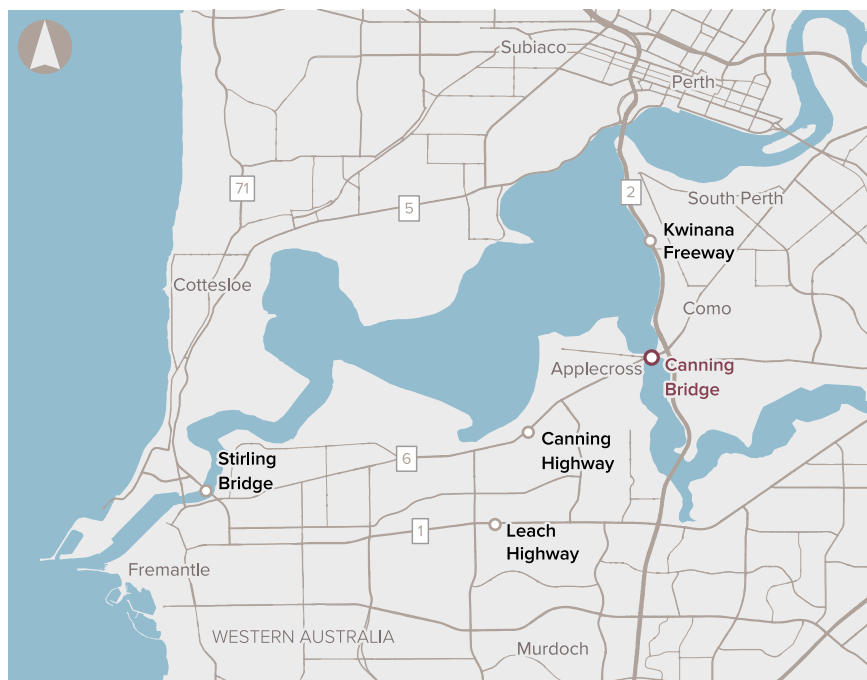 Subiaco
Perth
71
2
South Perth
5
Kwinana
Freeway
Cottesloe
Como
Applecross
Canning
Bridge
Canning
Highway
6
Stirling
Bridge
1
Leach
Highway
Fremantle
WESTERN AUSTRALIA
Murdoch